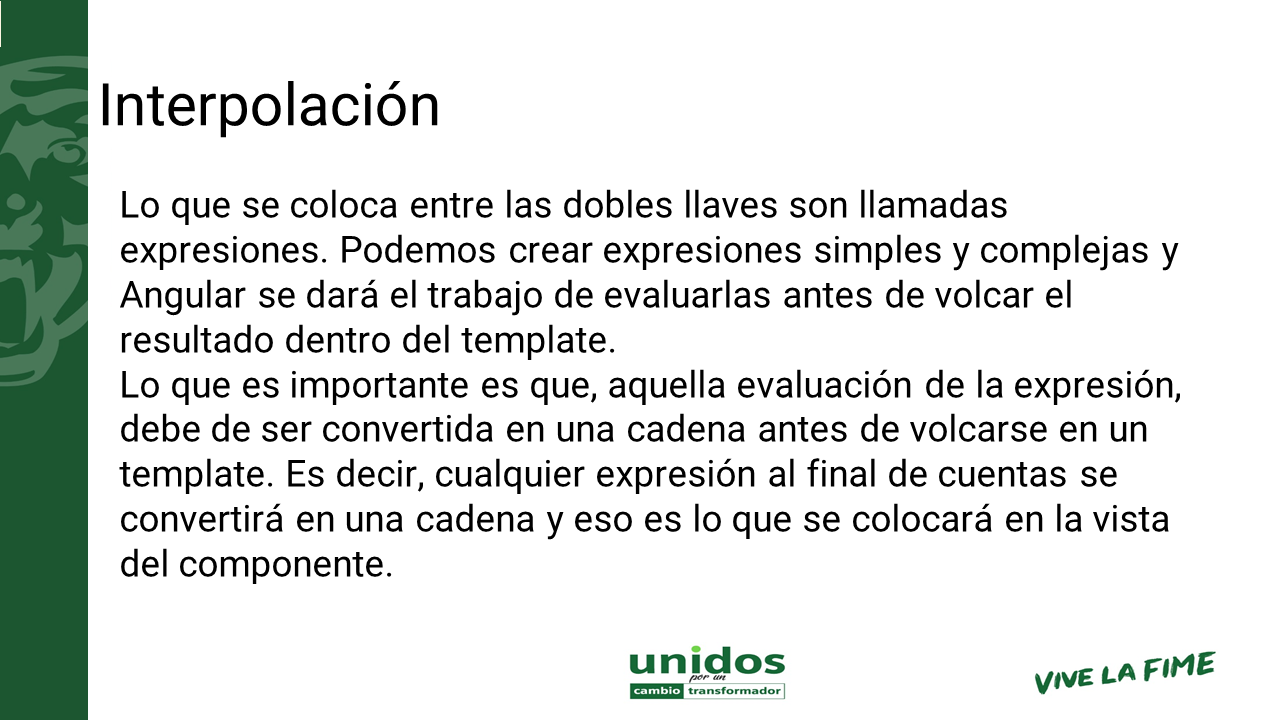 Interpolación
Lo que se coloca entre las dobles llaves son llamadas
expresiones. Podemos crear expresiones simples y complejas y
Angular se dará el trabajo de evaluarlas antes de volcar el
resultado dentro del template.
Lo que es importante es que, aquella evaluación de la expresión,
debe de ser convertida en una cadena antes de volcarse en un
template. Es decir, cualquier expresión al final de cuentas se
convertirá en una cadena y eso es lo que se colocará en la vista
del componente.
unidos
por un
cambio transformador
VIVE LA FIME